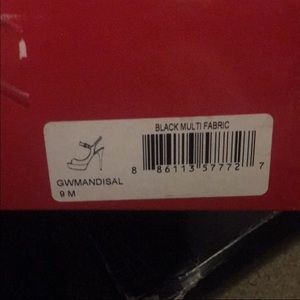 BLACK MULTI FABRIC
8 86113 57772 7
GWMANDISAL
9 M